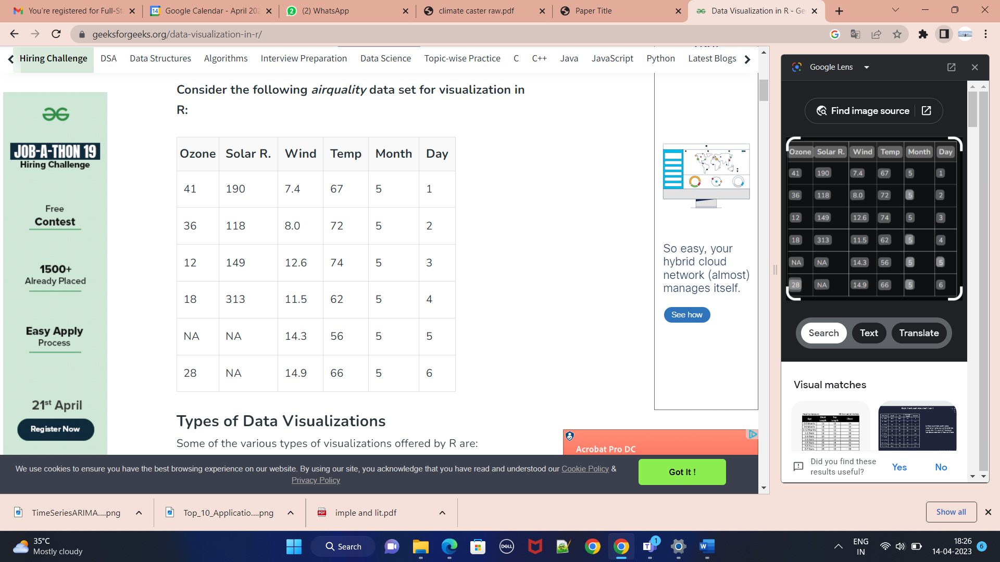 You're registered for Full-St
Google Calendar - April 202
(2) WhatsApp
climate caster raw.pdf
Paper Title
Data Visualization in R - Ge
geeksforgeeks.org/data-visualization-in-r/
Hiring Challenge DSA Data Structures Algorithms Interview Preparation Data Science Topic-wise Practice C C++ Java JavaScript Python Latest Blogs
JOB-A-THON 19
Hiring Challenge
Free
Contest
1500+
Already Placed
Easy Apply
Process
21st April
Register Now
Consider the following airquality data set for visualization in
R:
Ozone Solar R. Wind Temp Month Day
41 190 7.4 67 5 1
36 118 8.0 72 5 2
12 149 12.6 74 5 3
18 313 11.5 62 5 4
NA NA 14.3 56 5 5
28 NA 14.9 66 5 6
Types of Data Visualizations
Some of the various types of visualizations offered by R are:
So easy, your
hybrid cloud
network (almost)
manages itself.
See how
Acrobat Pro DC
Google Lens
Find image source
Ozone Solar R. Wind Temp Month Day
41 190 7.4 67 5 1
36 118 8.0 72 5 2
12 149 12.6 74 5 3
18 313 11.5 62 5 4
NA NA 14.3 56 5 5
28 NA 14.9 66 5 6
Search Text Translate
Visual matches
Did you find these
results useful?
Yes No
We use cookies to ensure you have the best browsing experience on our website. By using our site, you acknowledge that you have read and understood our Cookie Policy &
Privacy Policy
Got It !
TimeSeriesARIMA....png
Top_10_Applicatio....png
PDF
imple and lit.pdf
Show all
35°C
Mostly cloudy
Search
DELL
1
ENG
IN
18:26
14-04-2023
6